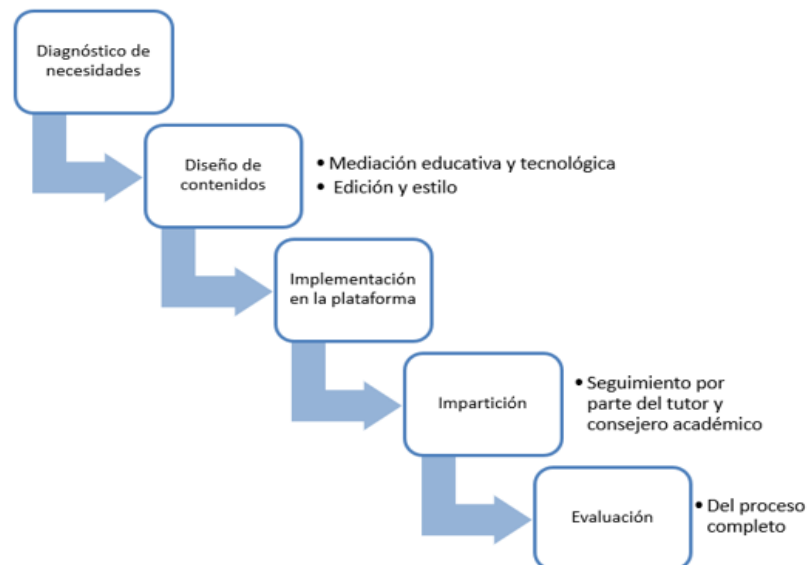 Diagnóstico de
necesidades
Diseño de
contenidos
• Mediación educativa y tecnológica
• Edición y estilo
Implementación
en la plataforma
Impartición
• Seguimiento por
parte del tutor y
consejero académico
Evaluación
• Del proceso
completo